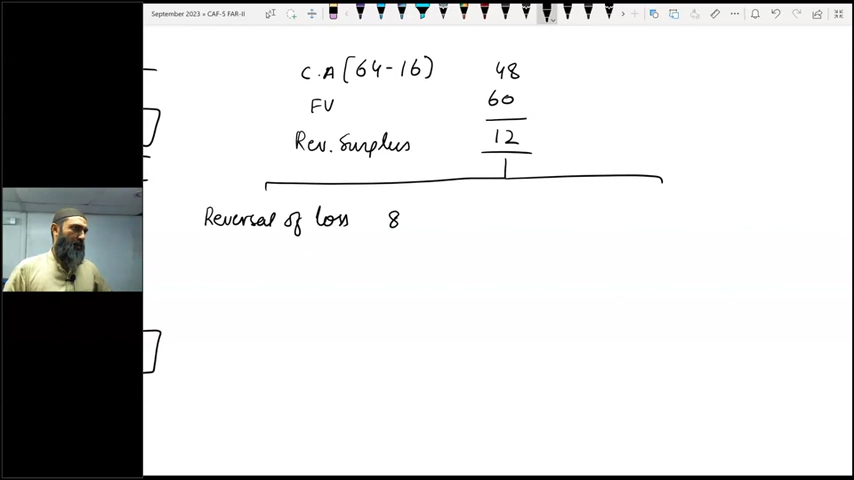 September 2023 » CAF-5 FAR-II
C.A [64-16) 48
FV 60
Rev. Surplus 12
Reversal of loss 8